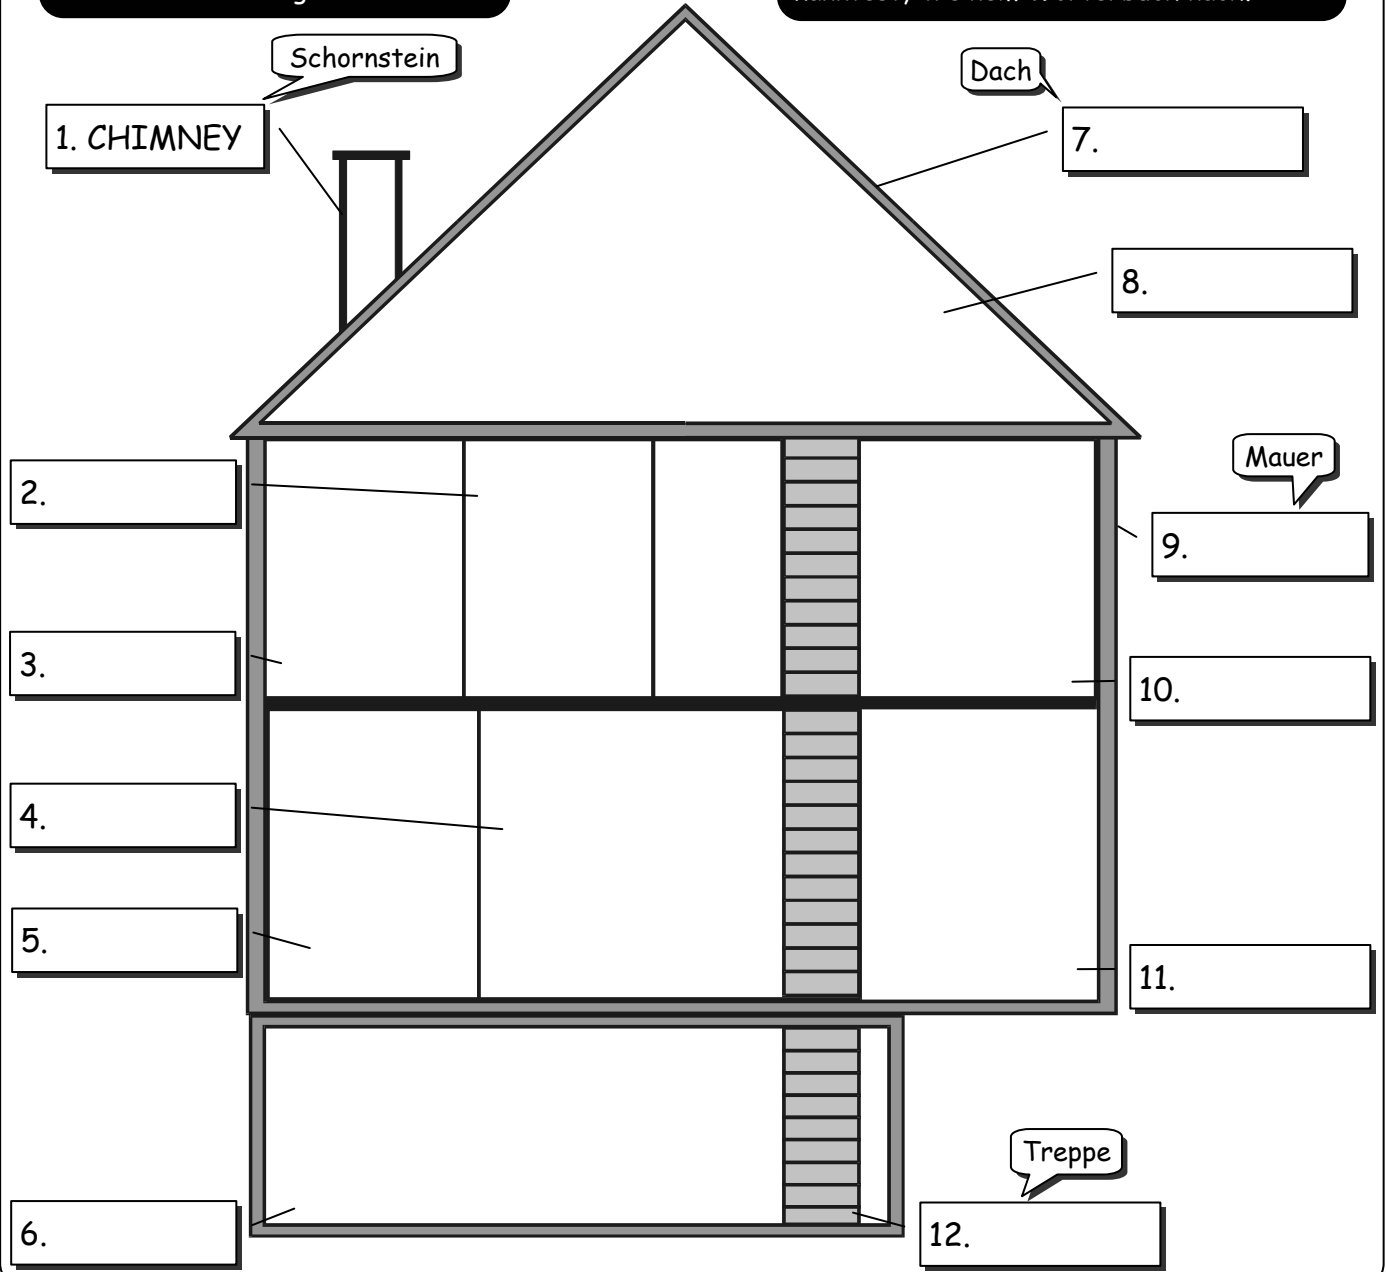 Schornstein
Dach
1. CHIMNEY
7.
8.
2.
Mauer
9.
3.
10.
4.
5.
11.
Treppe
6.
12.